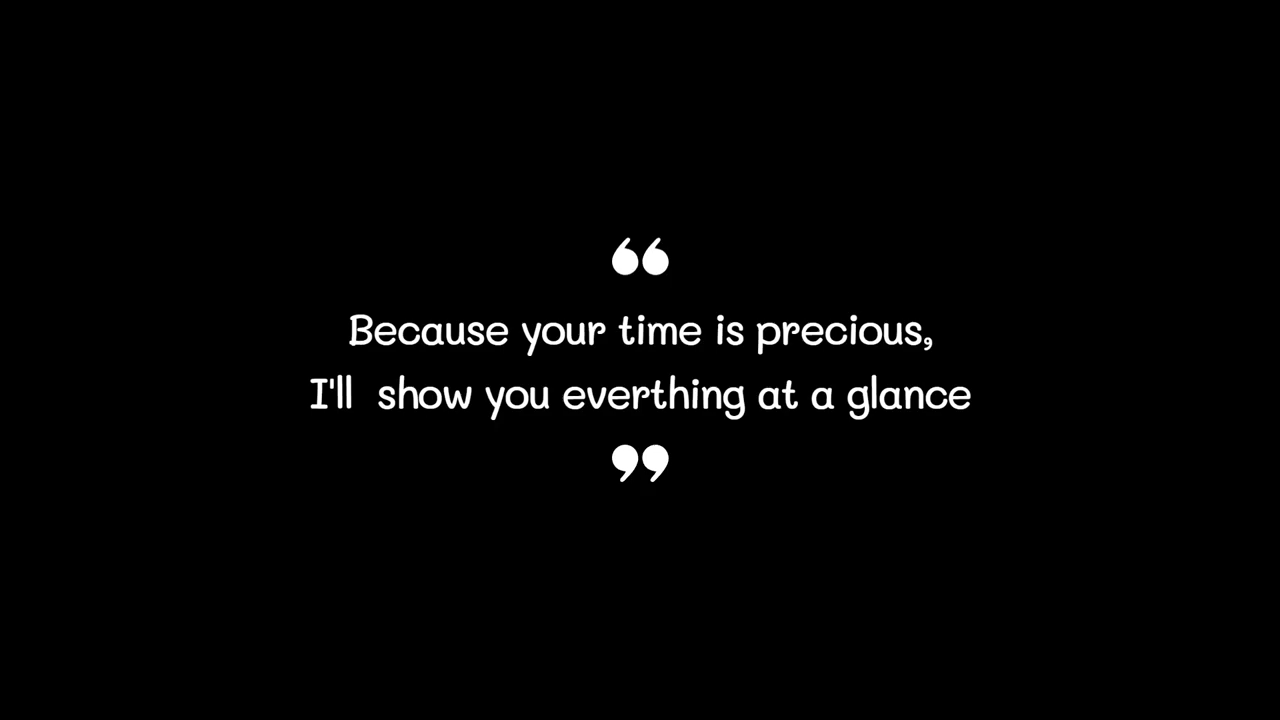 “
Because your time is precious,
I'll  show you everthing at a glance
”